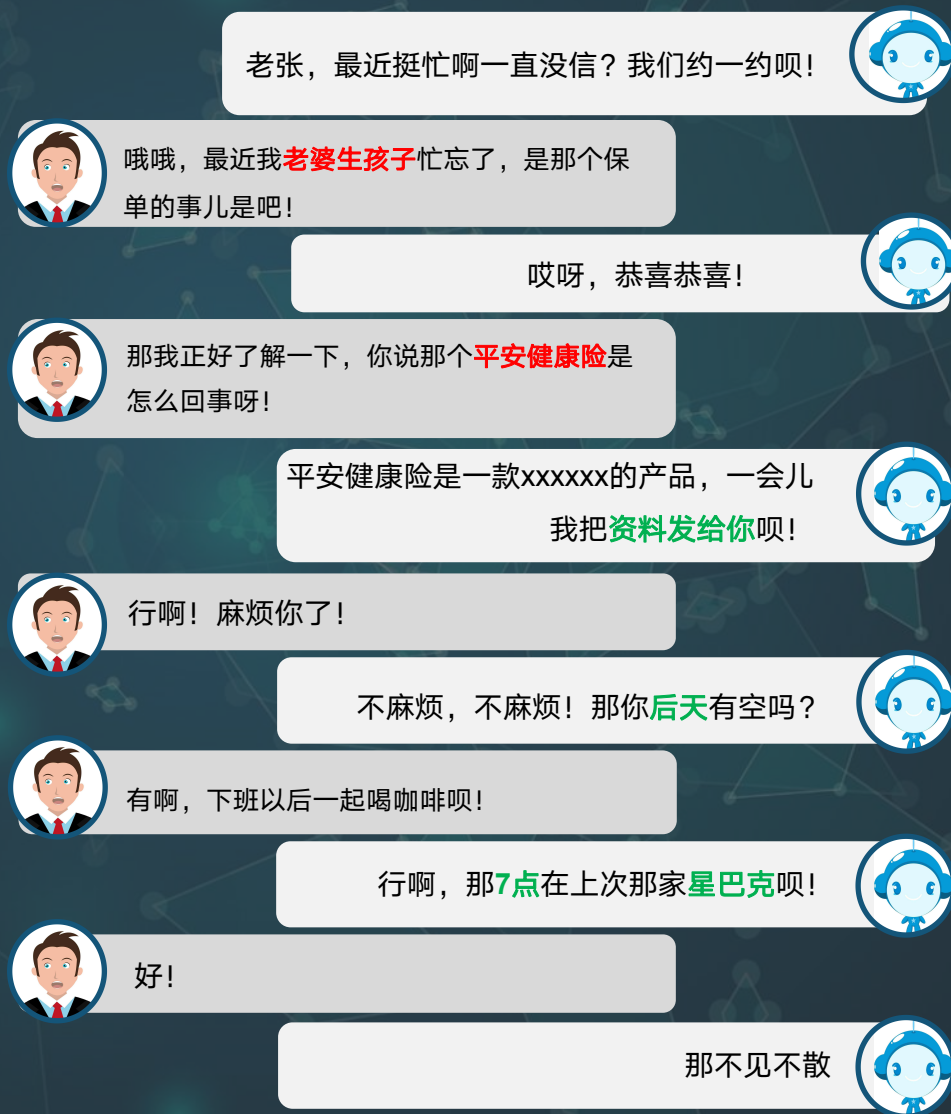 老张，最近挺忙啊一直没信？我们约一约呗！
哦哦，最近我老婆生孩子忙忘了，是那个保
单的事儿是吧！
哎呀，恭喜恭喜！
那我正好了解一下，你说那个平安健康险是
怎么回事呀！
平安健康险是一款xxxxxx的产品，一会儿
我把资料发给你呗！
行啊！麻烦你了！
不麻烦，不麻烦！那你后天有空吗？
有啊，下班以后一起喝咖啡呗！
行啊，那7点在上次那家星巴克呗！
好！
那不见不散